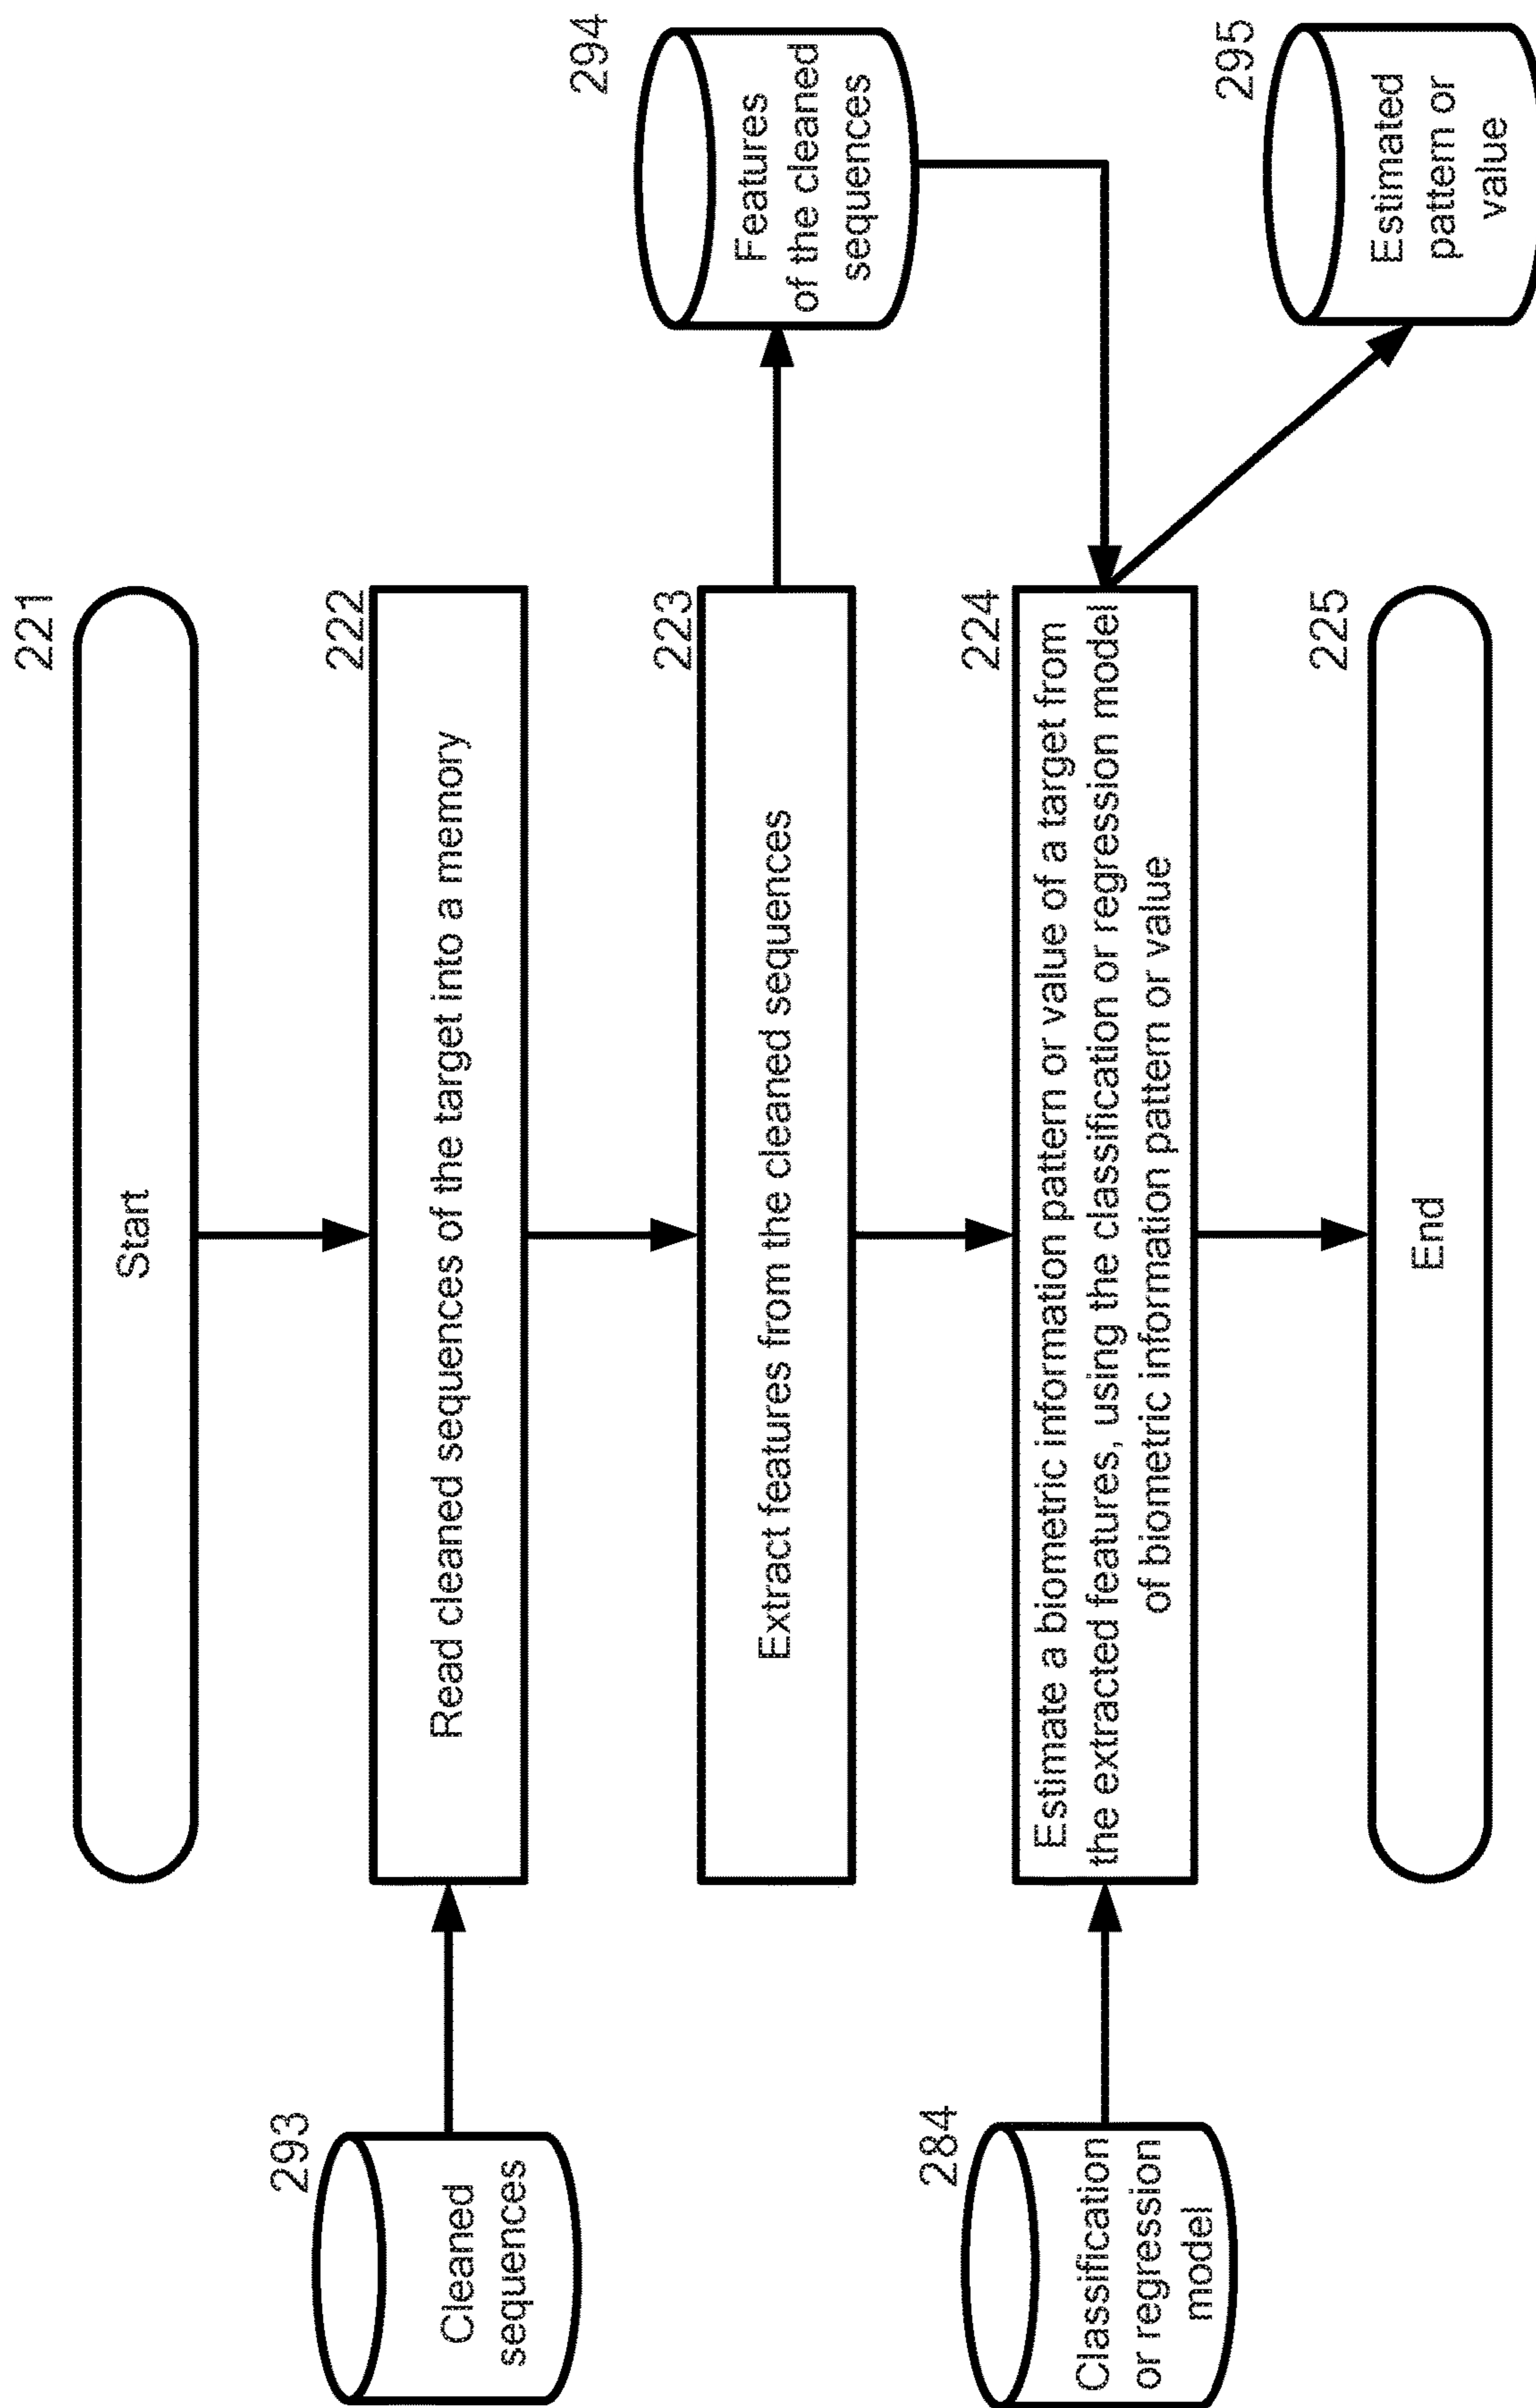 221
Start
222
Read cleaned sequences of the target into a memory
293
Cleaned
sequences
223
Extract features from the cleaned sequences
294
Features
of the cleaned
sequences
224
Estimate a biometric information pattern or value of a target from
the extracted features, using the classification or regression model
of biometric information pattern or value
284
Classification
or regression
model
295
Estimated
pattern or
value
225
End